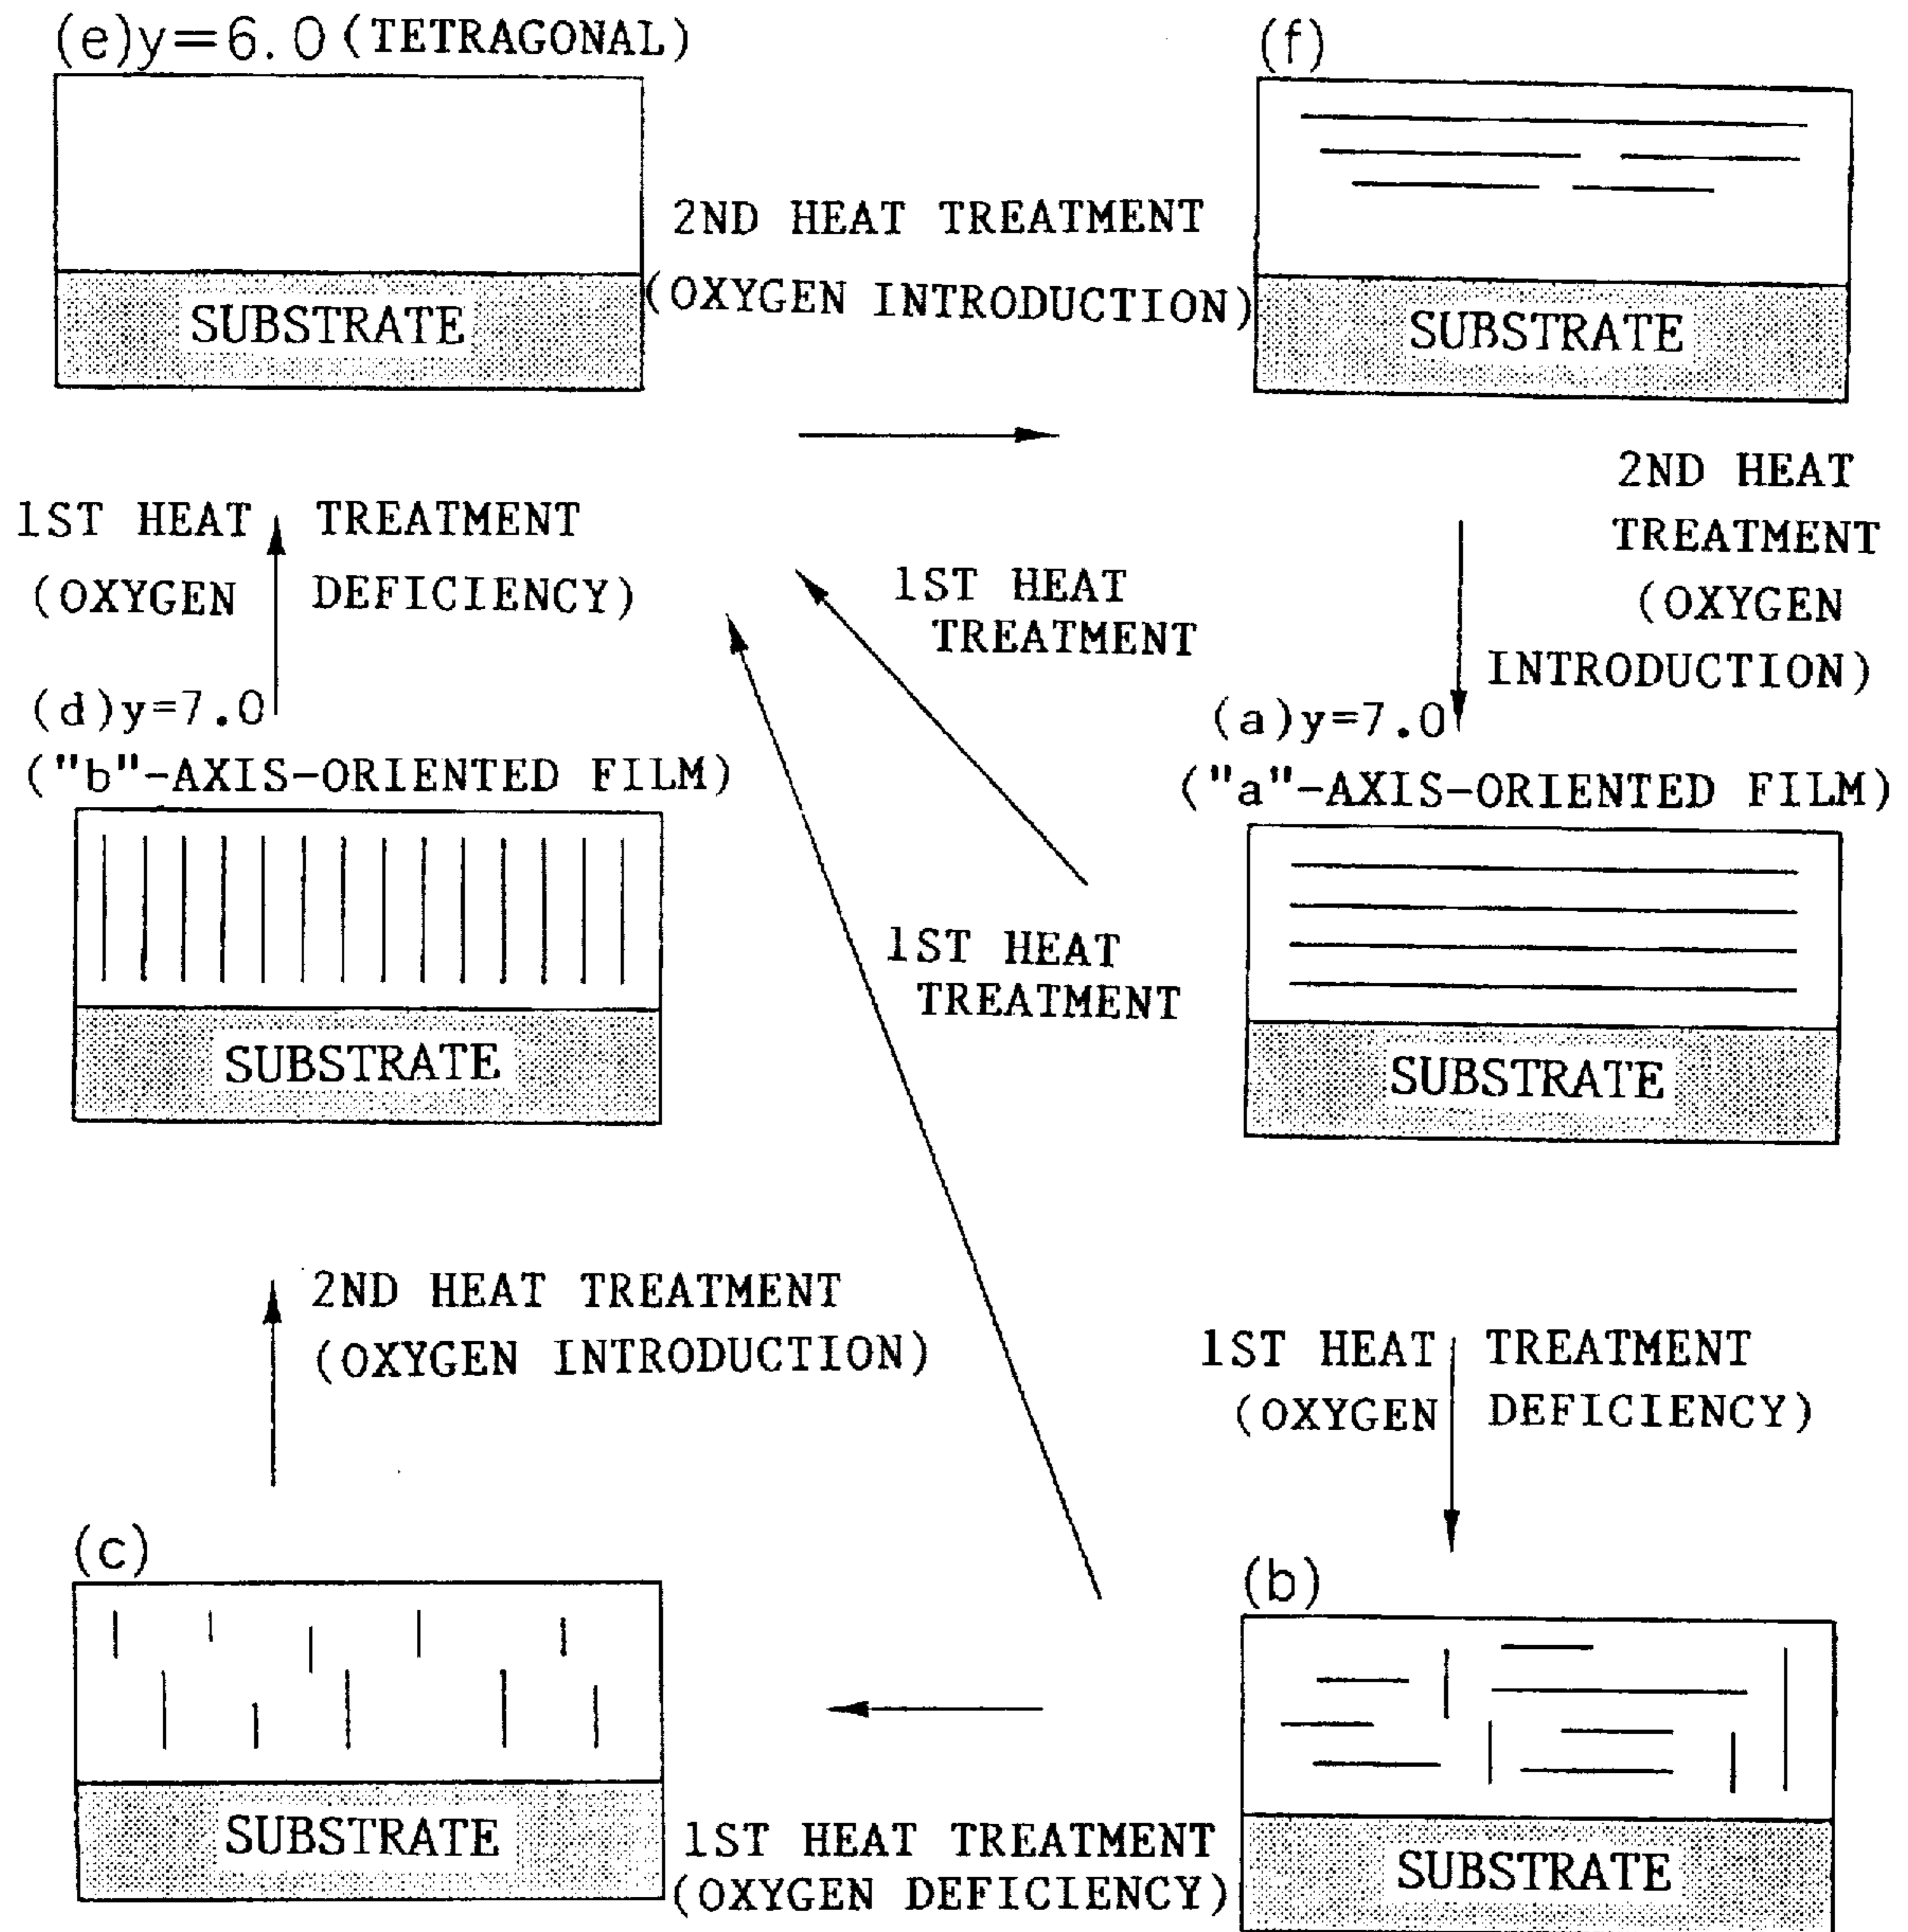 (e)y=6.0 (TETRAGONAL)
SUBSTRATE
2ND HEAT TREATMENT
(OXYGEN INTRODUCTION)
(f)
SUBSTRATE
1ST HEAT TREATMENT
(OXYGEN DEFICIENCY)
2ND HEAT
TREATMENT
(OXYGEN
INTRODUCTION)
1ST HEAT
TREATMENT
(d)y=7.0
("b"-AXIS-ORIENTED FILM)
SUBSTRATE
(a)y=7.0
("a"-AXIS-ORIENTED FILM)
SUBSTRATE
1ST HEAT
TREATMENT
2ND HEAT TREATMENT
(OXYGEN INTRODUCTION)
1ST HEAT TREATMENT
(OXYGEN DEFICIENCY)
(c)
SUBSTRATE
1ST HEAT TREATMENT
(OXYGEN DEFICIENCY)
(b)
SUBSTRATE